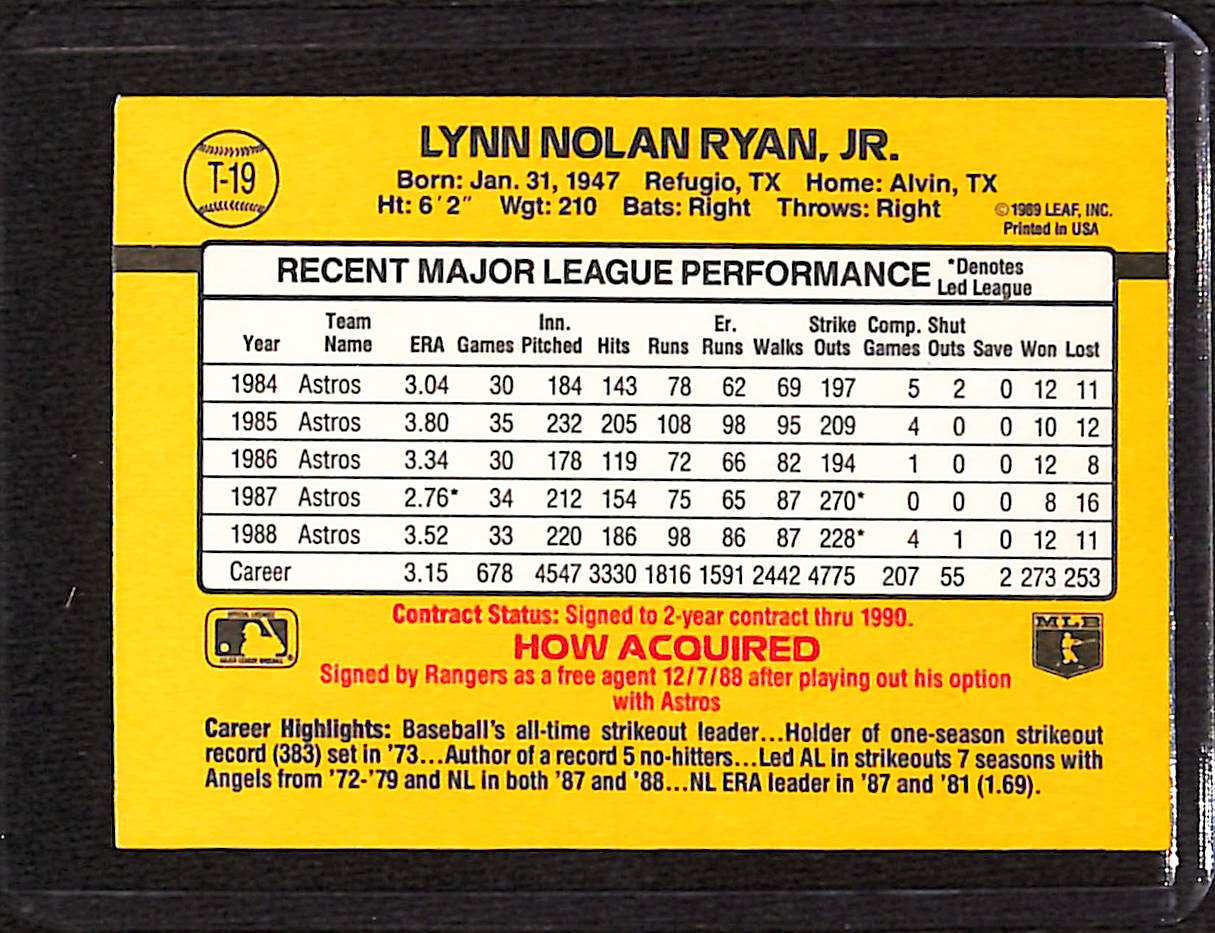 T-19
LYNN NOLAN RYAN, JR.
Born: Jan. 31, 1947 Refugio, TX Home: Alvin, TX
Ht: 6'2" Wgt: 210 Bats: Right Throws: Right
©1989 LEAF, INC.
Printed in USA
RECENT MAJOR LEAGUE PERFORMANCE *Denotes Led League
Year Team Name ERA Games Inn. Pitched Hits Runs Er. Runs Walks Strike Outs Comp. Games Shut Outs Save Won Lost
1984 Astros 3.04 30 184 143 78 62 69 197 5 2 0 12 11
1985 Astros 3.80 35 232 205 108 98 95 209 4 0 0 10 12
1986 Astros 3.34 30 178 119 72 66 82 194 1 0 0 12 8
1987 Astros 2.76* 34 212 154 75 65 87 270* 0 0 0 8 16
1988 Astros 3.52 33 220 186 98 86 87 228* 4 1 0 12 11
Career 3.15 678 4547 3330 1816 1591 2442 4775 207 55 2 273 253
Contract Status: Signed to 2-year contract thru 1990.
MLB
HOW ACQUIRED
Signed by Rangers as a free agent 12/7/88 after playing out his option
with Astros
Career Highlights: Baseball's all-time strikeout leader...Holder of one-season strikeout
record (383) set in '73...Author of a record 5 no-hitters...Led AL in strikeouts 7 seasons with
Angels from '72-'79 and NL in both '87 and '88...NL ERA leader in '87 and '81 (1.69).